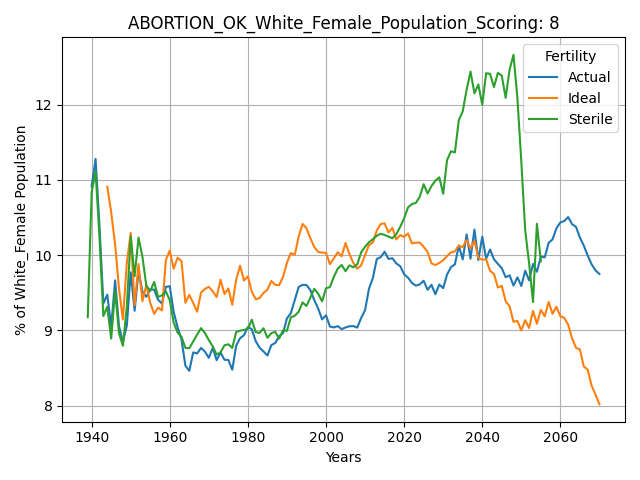 ABORTION_OK_White_Female_Population_Scoring: 8
Fertility
Actual
Ideal
Sterile
% of White_Female Population
12
11
10
9
8
1940 1960 1980 2000 2020 2040 2060
Years